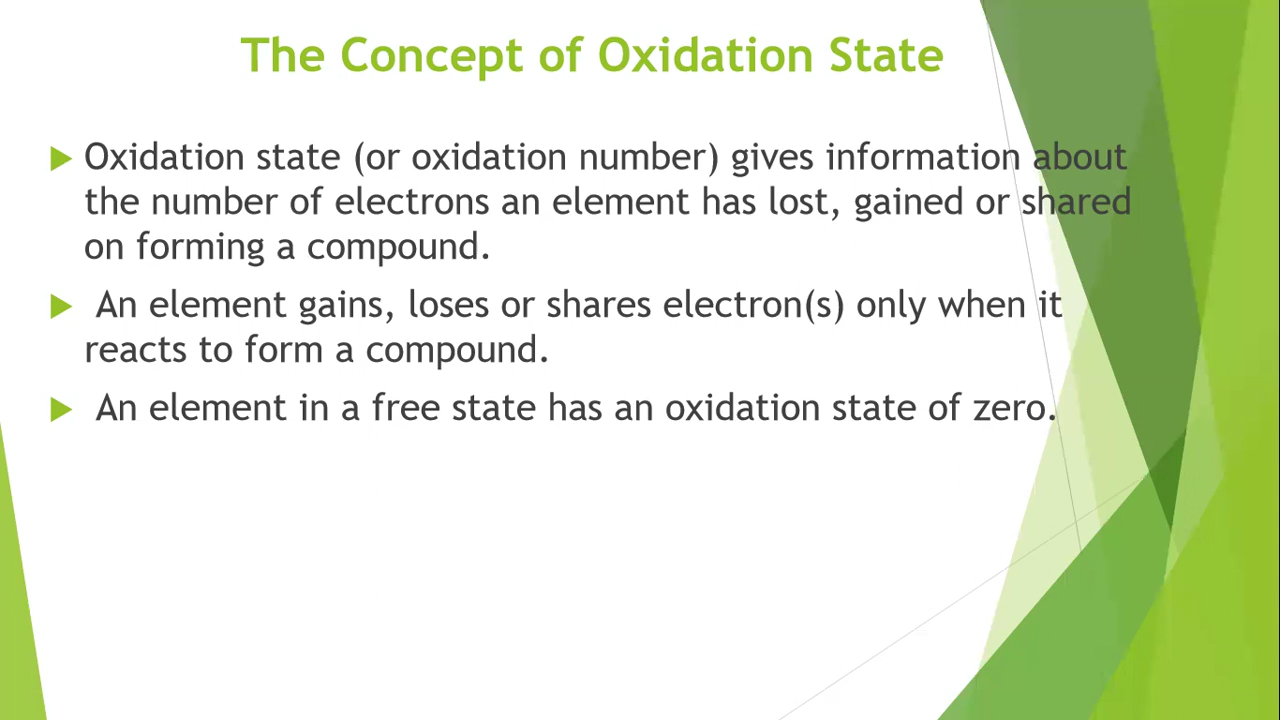 The Concept of Oxidation State
Oxidation state (or oxidation number) gives information about
the number of electrons an element has lost, gained or shared
on forming a compound.
An element gains, loses or shares electron(s) only when it
reacts to form a compound.
An element in a free state has an oxidation state of zero.